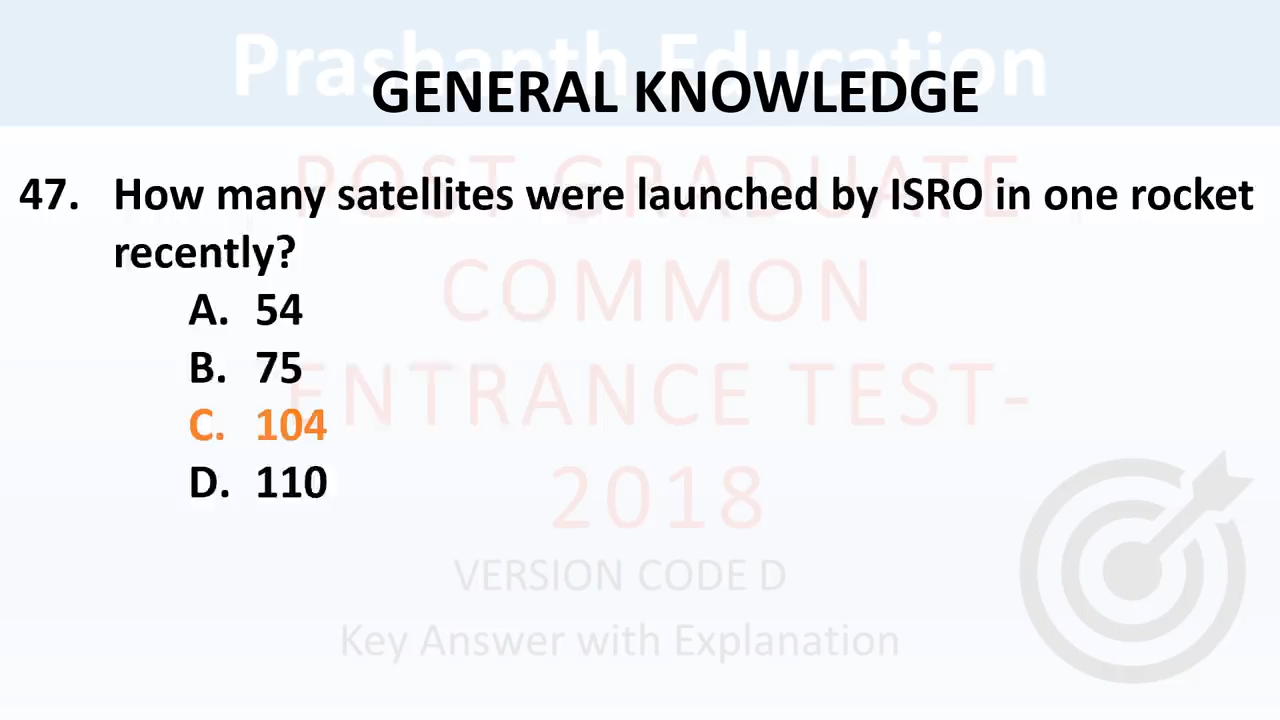 Prashanth Education
GENERAL KNOWLEDGE
POST GRADUATE
47. How many satellites were launched by ISRO in one rocket
recently?
COMMON
A. 54
B. 75
ENTRANCE TEST-
C. 104
D. 110
2018
VERSION CODE D
Key Answer with Explanation